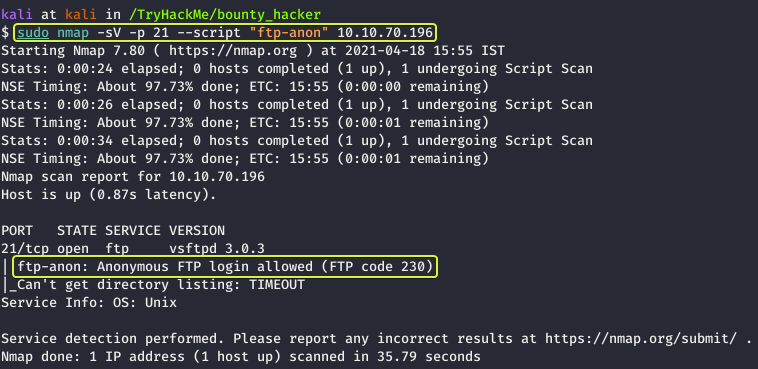 kali at kali in /TryHackMe/bounty_hacker
$ sudo nmap -sV -p 21 --script "ftp-anon" 10.10.70.196
Starting Nmap 7.80 ( https://nmap.org ) at 2021-04-18 15:55 IST
Stats: 0:00:24 elapsed; 0 hosts completed (1 up), 1 undergoing Script Scan
NSE Timing: About 97.73% done; ETC: 15:55 (0:00:00 remaining)
Stats: 0:00:26 elapsed; 0 hosts completed (1 up), 1 undergoing Script Scan
NSE Timing: About 97.73% done; ETC: 15:55 (0:00:01 remaining)
Stats: 0:00:34 elapsed; 0 hosts completed (1 up), 1 undergoing Script Scan
NSE Timing: About 97.73% done; ETC: 15:55 (0:00:01 remaining)
Nmap scan report for 10.10.70.196
Host is up (0.87s latency).
PORT   STATE SERVICE VERSION
21/tcp open  ftp     vsftpd 3.0.3
| ftp-anon: Anonymous FTP login allowed (FTP code 230)
|_Can't get directory listing: TIMEOUT
Service Info: OS: Unix
Service detection performed. Please report any incorrect results at https://nmap.org/submit/ .
Nmap done: 1 IP address (1 host up) scanned in 35.79 seconds